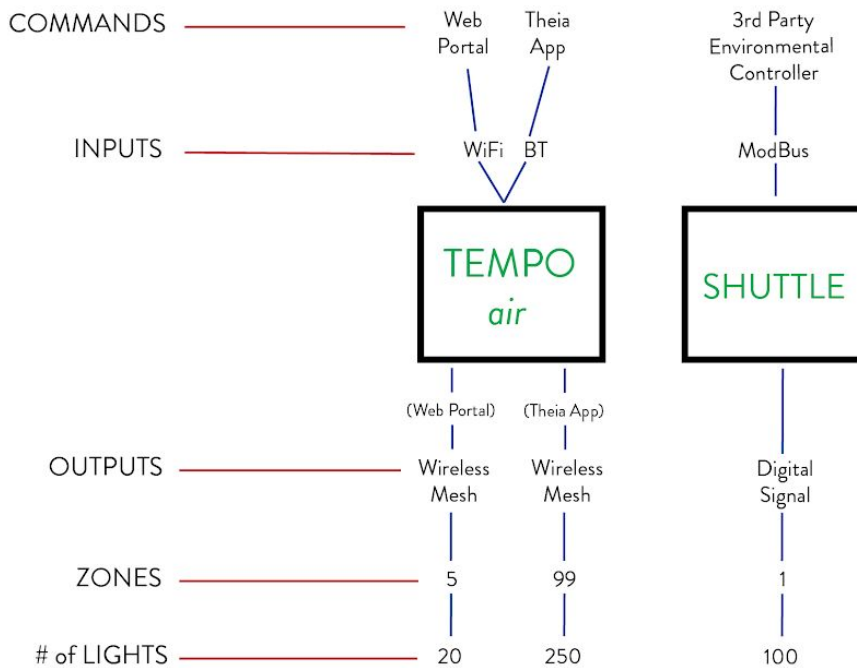 COMMANDS
Web
Portal
Theia
App
3rd Party
Environmental
Controller
INPUTS
WiFi
BT
ModBus
TEMPO
air
SHUTTLE
(Web Portal)
(Theia App)
OUTPUTS
Wireless
Mesh
Wireless
Mesh
Digital
Signal
ZONES
5
99
1
# of LIGHTS
20
250
100